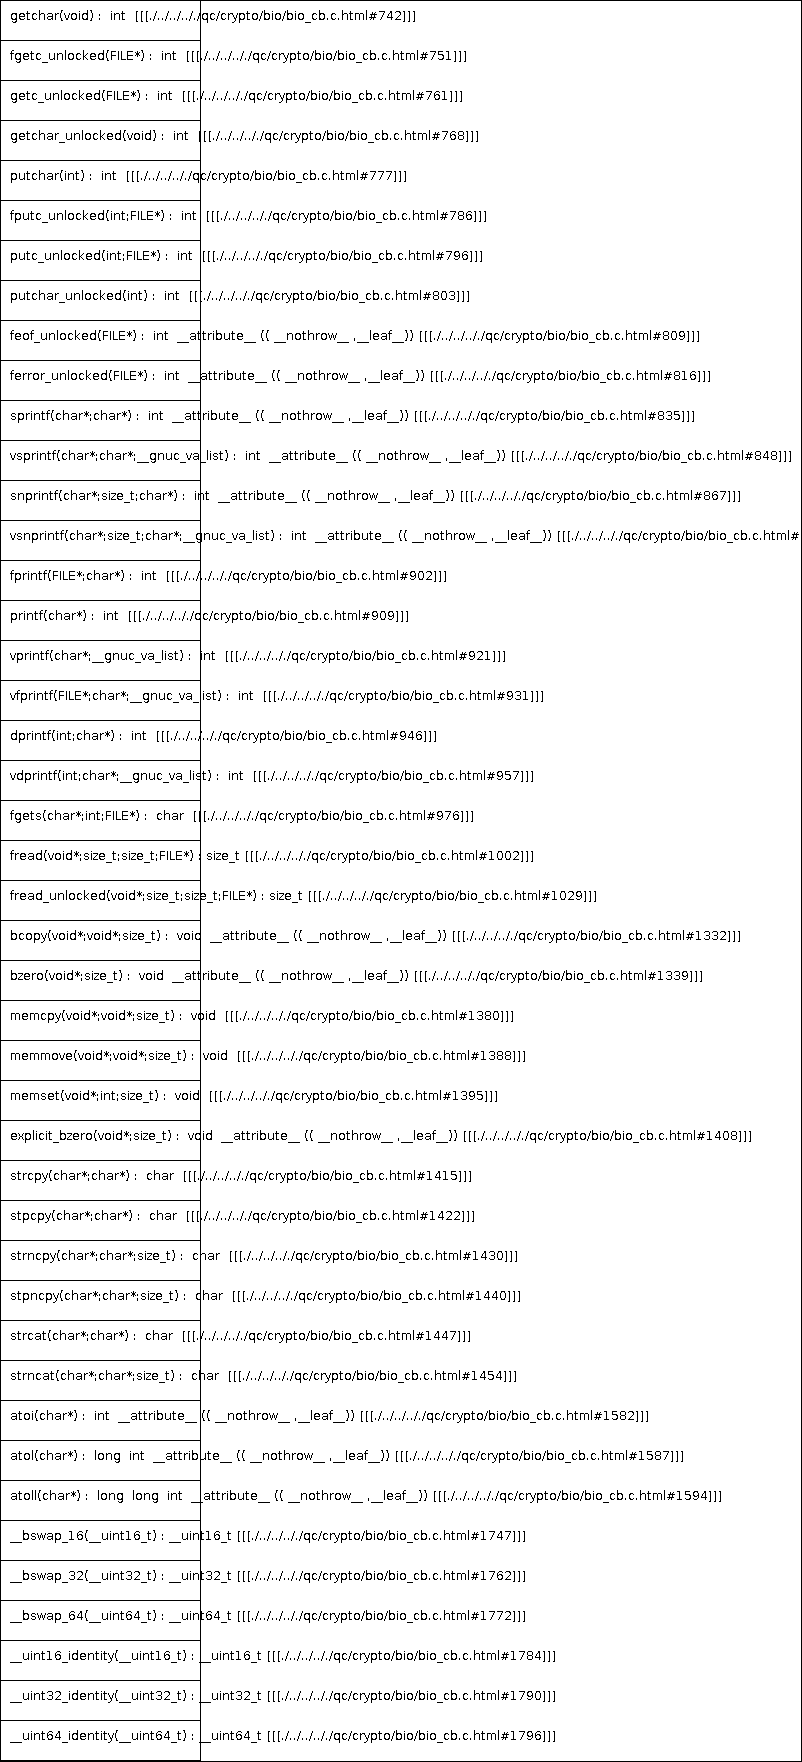 getchar(void) : int [[[./../../../qc/crypto/bio/bio_cb.c.html#742]]]
fgetc_unlocked(FILE*) : int [[[./../../../qc/crypto/bio/bio_cb.c.html#751]]]
getc_unlocked(FILE*) : int [[[./../../../qc/crypto/bio/bio_cb.c.html#761]]]
getchar_unlocked(void) : int [[[./../../../qc/crypto/bio/bio_cb.c.html#768]]]
putchar(int) : int [[[./../../../qc/crypto/bio/bio_cb.c.html#777]]]
fputc_unlocked(int;FILE*) : int [[[./../../../qc/crypto/bio/bio_cb.c.html#786]]]
putc_unlocked(int;FILE*) : int [[[./../../../qc/crypto/bio/bio_cb.c.html#796]]]
putchar_unlocked(int) : int [[[./../../../qc/crypto/bio/bio_cb.c.html#803]]]
feof_unlocked(FILE*) : int __attribute__ (( __nothrow__ ,__leaf__)) [[[./../../../qc/crypto/bio/bio_cb.c.html#809]]]
ferror_unlocked(FILE*) : int __attribute__ (( __nothrow__ ,__leaf__)) [[[./../../../qc/crypto/bio/bio_cb.c.html#816]]]
sprintf(char*;char*) : int __attribute__ (( __nothrow__ ,__leaf__)) [[[./../../../qc/crypto/bio/bio_cb.c.html#835]]]
vsprintf(char*;char*;__gnuc_va_list) : int __attribute__ (( __nothrow__ ,__leaf__)) [[[./../../../qc/crypto/bio/bio_cb.c.html#848]]]
snprintf(char*;size_t;char*) : int __attribute__ (( __nothrow__ ,__leaf__)) [[[./../../../qc/crypto/bio/bio_cb.c.html#867]]]
vsnprintf(char*;size_t;char*;__gnuc_va_list) : int __attribute__ (( __nothrow__ ,__leaf__)) [[[./../../../qc/crypto/bio/bio_cb.c.html#
fprintf(FILE*;char*) : int [[[./../../../qc/crypto/bio/bio_cb.c.html#902]]]
printf(char*) : int [[[./../../../qc/crypto/bio/bio_cb.c.html#909]]]
vprintf(char*;__gnuc_va_list) : int [[[./../../../qc/crypto/bio/bio_cb.c.html#921]]]
vfprintf(FILE*;char*;__gnuc_va_list) : int [[[./../../../qc/crypto/bio/bio_cb.c.html#931]]]
dprintf(int;char*) : int [[[./../../../qc/crypto/bio/bio_cb.c.html#946]]]
vdprintf(int;char*;__gnuc_va_list) : int [[[./../../../qc/crypto/bio/bio_cb.c.html#957]]]
fgets(char*;int;FILE*) : char [[[./../../../qc/crypto/bio/bio_cb.c.html#976]]]
fread(void*;size_t;size_t;FILE*) : size_t [[[./../../../qc/crypto/bio/bio_cb.c.html#1002]]]
fread_unlocked(void*;size_t;size_t;FILE*) : size_t [[[./../../../qc/crypto/bio/bio_cb.c.html#1029]]]
bcopy(void*;void*;size_t) : void __attribute__ (( __nothrow__ ,__leaf__)) [[[./../../../qc/crypto/bio/bio_cb.c.html#1332]]]
bzero(void*;size_t) : void __attribute__ (( __nothrow__ ,__leaf__)) [[[./../../../qc/crypto/bio/bio_cb.c.html#1339]]]
memcpy(void*;void*;size_t) : void [[[./../../../qc/crypto/bio/bio_cb.c.html#1380]]]
memmove(void*;void*;size_t) : void [[[./../../../qc/crypto/bio/bio_cb.c.html#1388]]]
memset(void*;int;size_t) : void [[[./../../../qc/crypto/bio/bio_cb.c.html#1395]]]
explicit_bzero(void*;size_t) : void __attribute__ (( __nothrow__ ,__leaf__)) [[[./../../../qc/crypto/bio/bio_cb.c.html#1408]]]
strcpy(char*;char*) : char [[[./../../../qc/crypto/bio/bio_cb.c.html#1415]]]
stpcpy(char*;char*) : char [[[./../../../qc/crypto/bio/bio_cb.c.html#1422]]]
strncpy(char*;char*;size_t) : char [[[./../../../qc/crypto/bio/bio_cb.c.html#1430]]]
stpncpy(char*;char*;size_t) : char [[[./../../../qc/crypto/bio/bio_cb.c.html#1440]]]
strcat(char*;char*) : char [[[./../../../qc/crypto/bio/bio_cb.c.html#1447]]]
strncat(char*;char*;size_t) : char [[[./../../../qc/crypto/bio/bio_cb.c.html#1454]]]
atoi(char*) : int __attribute__ (( __nothrow__ ,__leaf__)) [[[./../../../qc/crypto/bio/bio_cb.c.html#1582]]]
atol(char*) : long int __attribute__ (( __nothrow__ ,__leaf__)) [[[./../../../qc/crypto/bio/bio_cb.c.html#1587]]]
atoll(char*) : long long int __attribute__ (( __nothrow__ ,__leaf__)) [[[./../../../qc/crypto/bio/bio_cb.c.html#1594]]]
__bswap_16(__uint16_t) : __uint16_t [[[./../../../qc/crypto/bio/bio_cb.c.html#1747]]]
__bswap_32(__uint32_t) : __uint32_t [[[./../../../qc/crypto/bio/bio_cb.c.html#1762]]]
__bswap_64(__uint64_t) : __uint64_t [[[./../../../qc/crypto/bio/bio_cb.c.html#1772]]]
__uint16_identity(__uint16_t) : __uint16_t [[[./../../../qc/crypto/bio/bio_cb.c.html#1784]]]
__uint32_identity(__uint32_t) : __uint32_t [[[./../../../qc/crypto/bio/bio_cb.c.html#1790]]]
__uint64_identity(__uint64_t) : __uint64_t [[[./../../../qc/crypto/bio/bio_cb.c.html#1796]]]